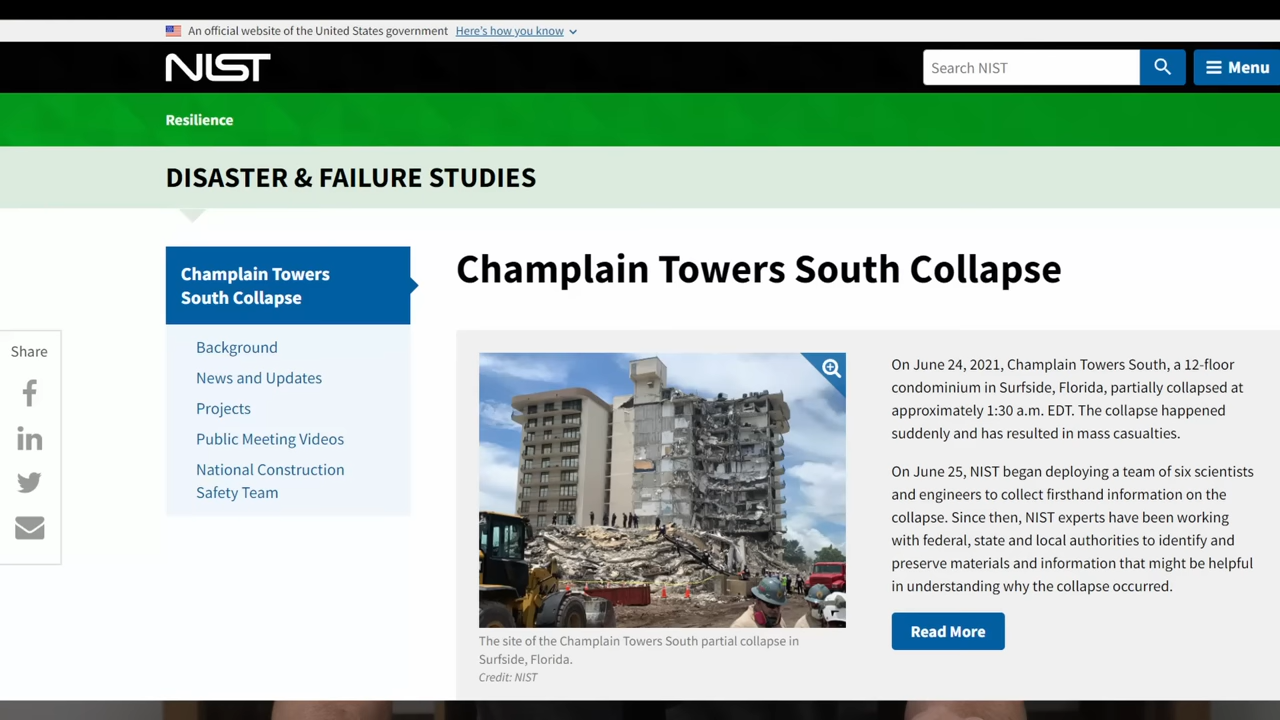 An official website of the United States government Here's how you know
NIST
Search NIST
Menu
Resilience
DISASTER & FAILURE STUDIES
Champlain Towers
South Collapse
Background
News and Updates
Projects
Public Meeting Videos
National Construction
Safety Team
Share
Champlain Towers South Collapse
The site of the Champlain Towers South partial collapse in
Surfside, Florida.
Credit: NIST
On June 24, 2021, Champlain Towers South, a 12-floor
condominium in Surfside, Florida, partially collapsed at
approximately 1:30 a.m. EDT. The collapse happened
suddenly and has resulted in mass casualties.
On June 25, NIST began deploying a team of six scientists
and engineers to collect firsthand information on the
collapse. Since then, NIST experts have been working
with federal, state and local authorities to identify and
preserve materials and information that might be helpful
in understanding why the collapse occurred.
Read More